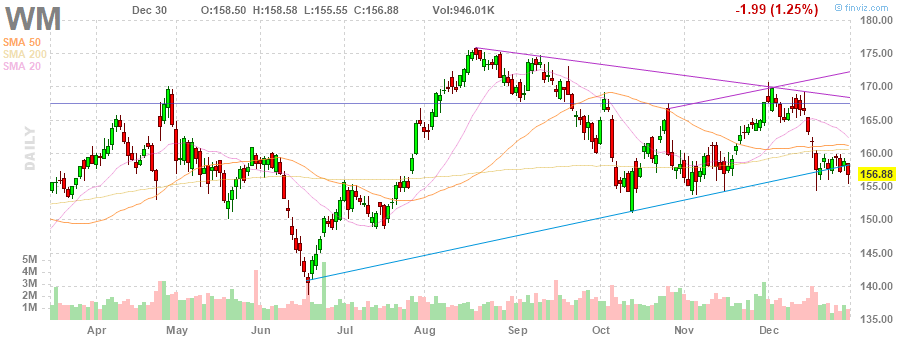 WM Dec 30 O:158.50 H:158.58 L:155.55 C:156.88 Vol:946.01K -1.99 (1.25%) © finviz.com
SMA 50
SMA 200
SMA 20
DAILY
180.00
175.00
170.00
165.00
160.00
156.88
155.00
150.00
145.00
140.00
135.00
5M
4M
3M
2M
1M
Apr May Jun Jul Aug Sep Oct Nov Dec